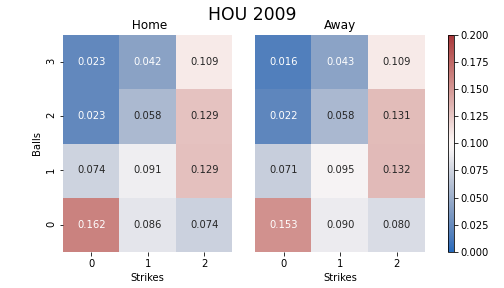 HOU 2009
Home Away
3 0.023 0.042 0.109 0.016 0.043 0.109
2 0.023 0.058 0.129 0.022 0.058 0.131
1 0.074 0.091 0.129 0.071 0.095 0.132
0 0.162 0.086 0.074 0.153 0.090 0.080
Balls
0 1 2 0 1 2
Strikes Strikes
0.200
0.175
0.150
0.125
0.100
0.075
0.050
0.025
0.000